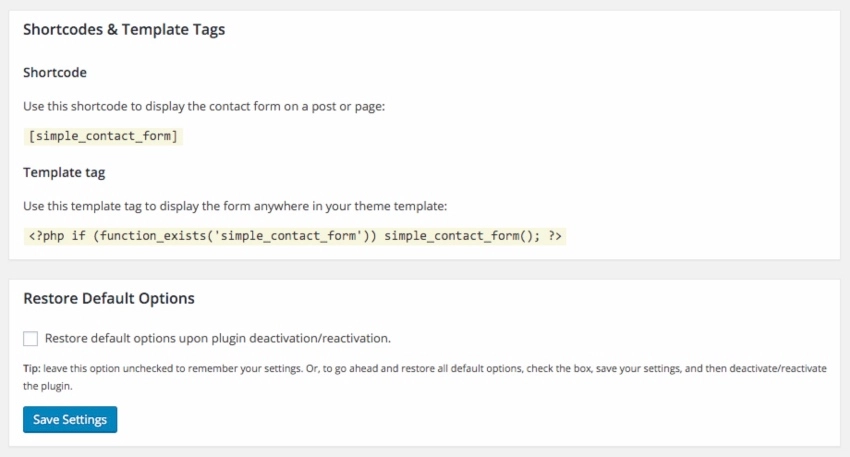 Shortcodes & Template Tags
Shortcode
Use this shortcode to display the contact form on a post or page:
[simple_contact_form]
Template tag
Use this template tag to display the form anywhere in your theme template:
<?php if (function_exists('simple_contact_form')) simple_contact_form(); ?>
Restore Default Options
Restore default options upon plugin deactivation/reactivation.
Tip: leave this option unchecked to remember your settings. Or, to go ahead and restore all default options, check the box, save your settings, and then deactivate/reactivate
the plugin.
Save Settings